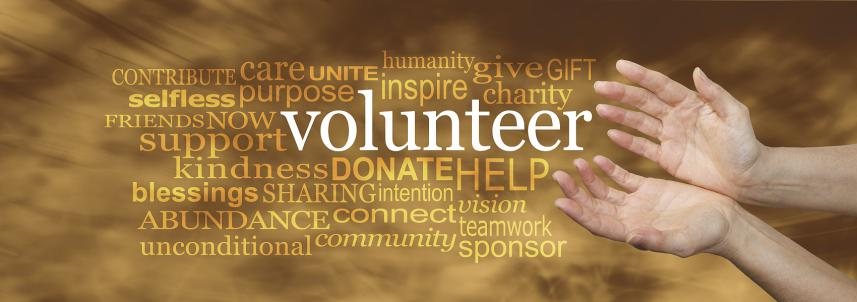 CONTRIBUTE care UNITE humanity give GIFT
selfless purpose inspire charity
FRIENDS NOW volunteer
support
kindness DONATE HELP
blessings SHARING intention vision
ABUNDANCE connect teamwork
unconditional community sponsor